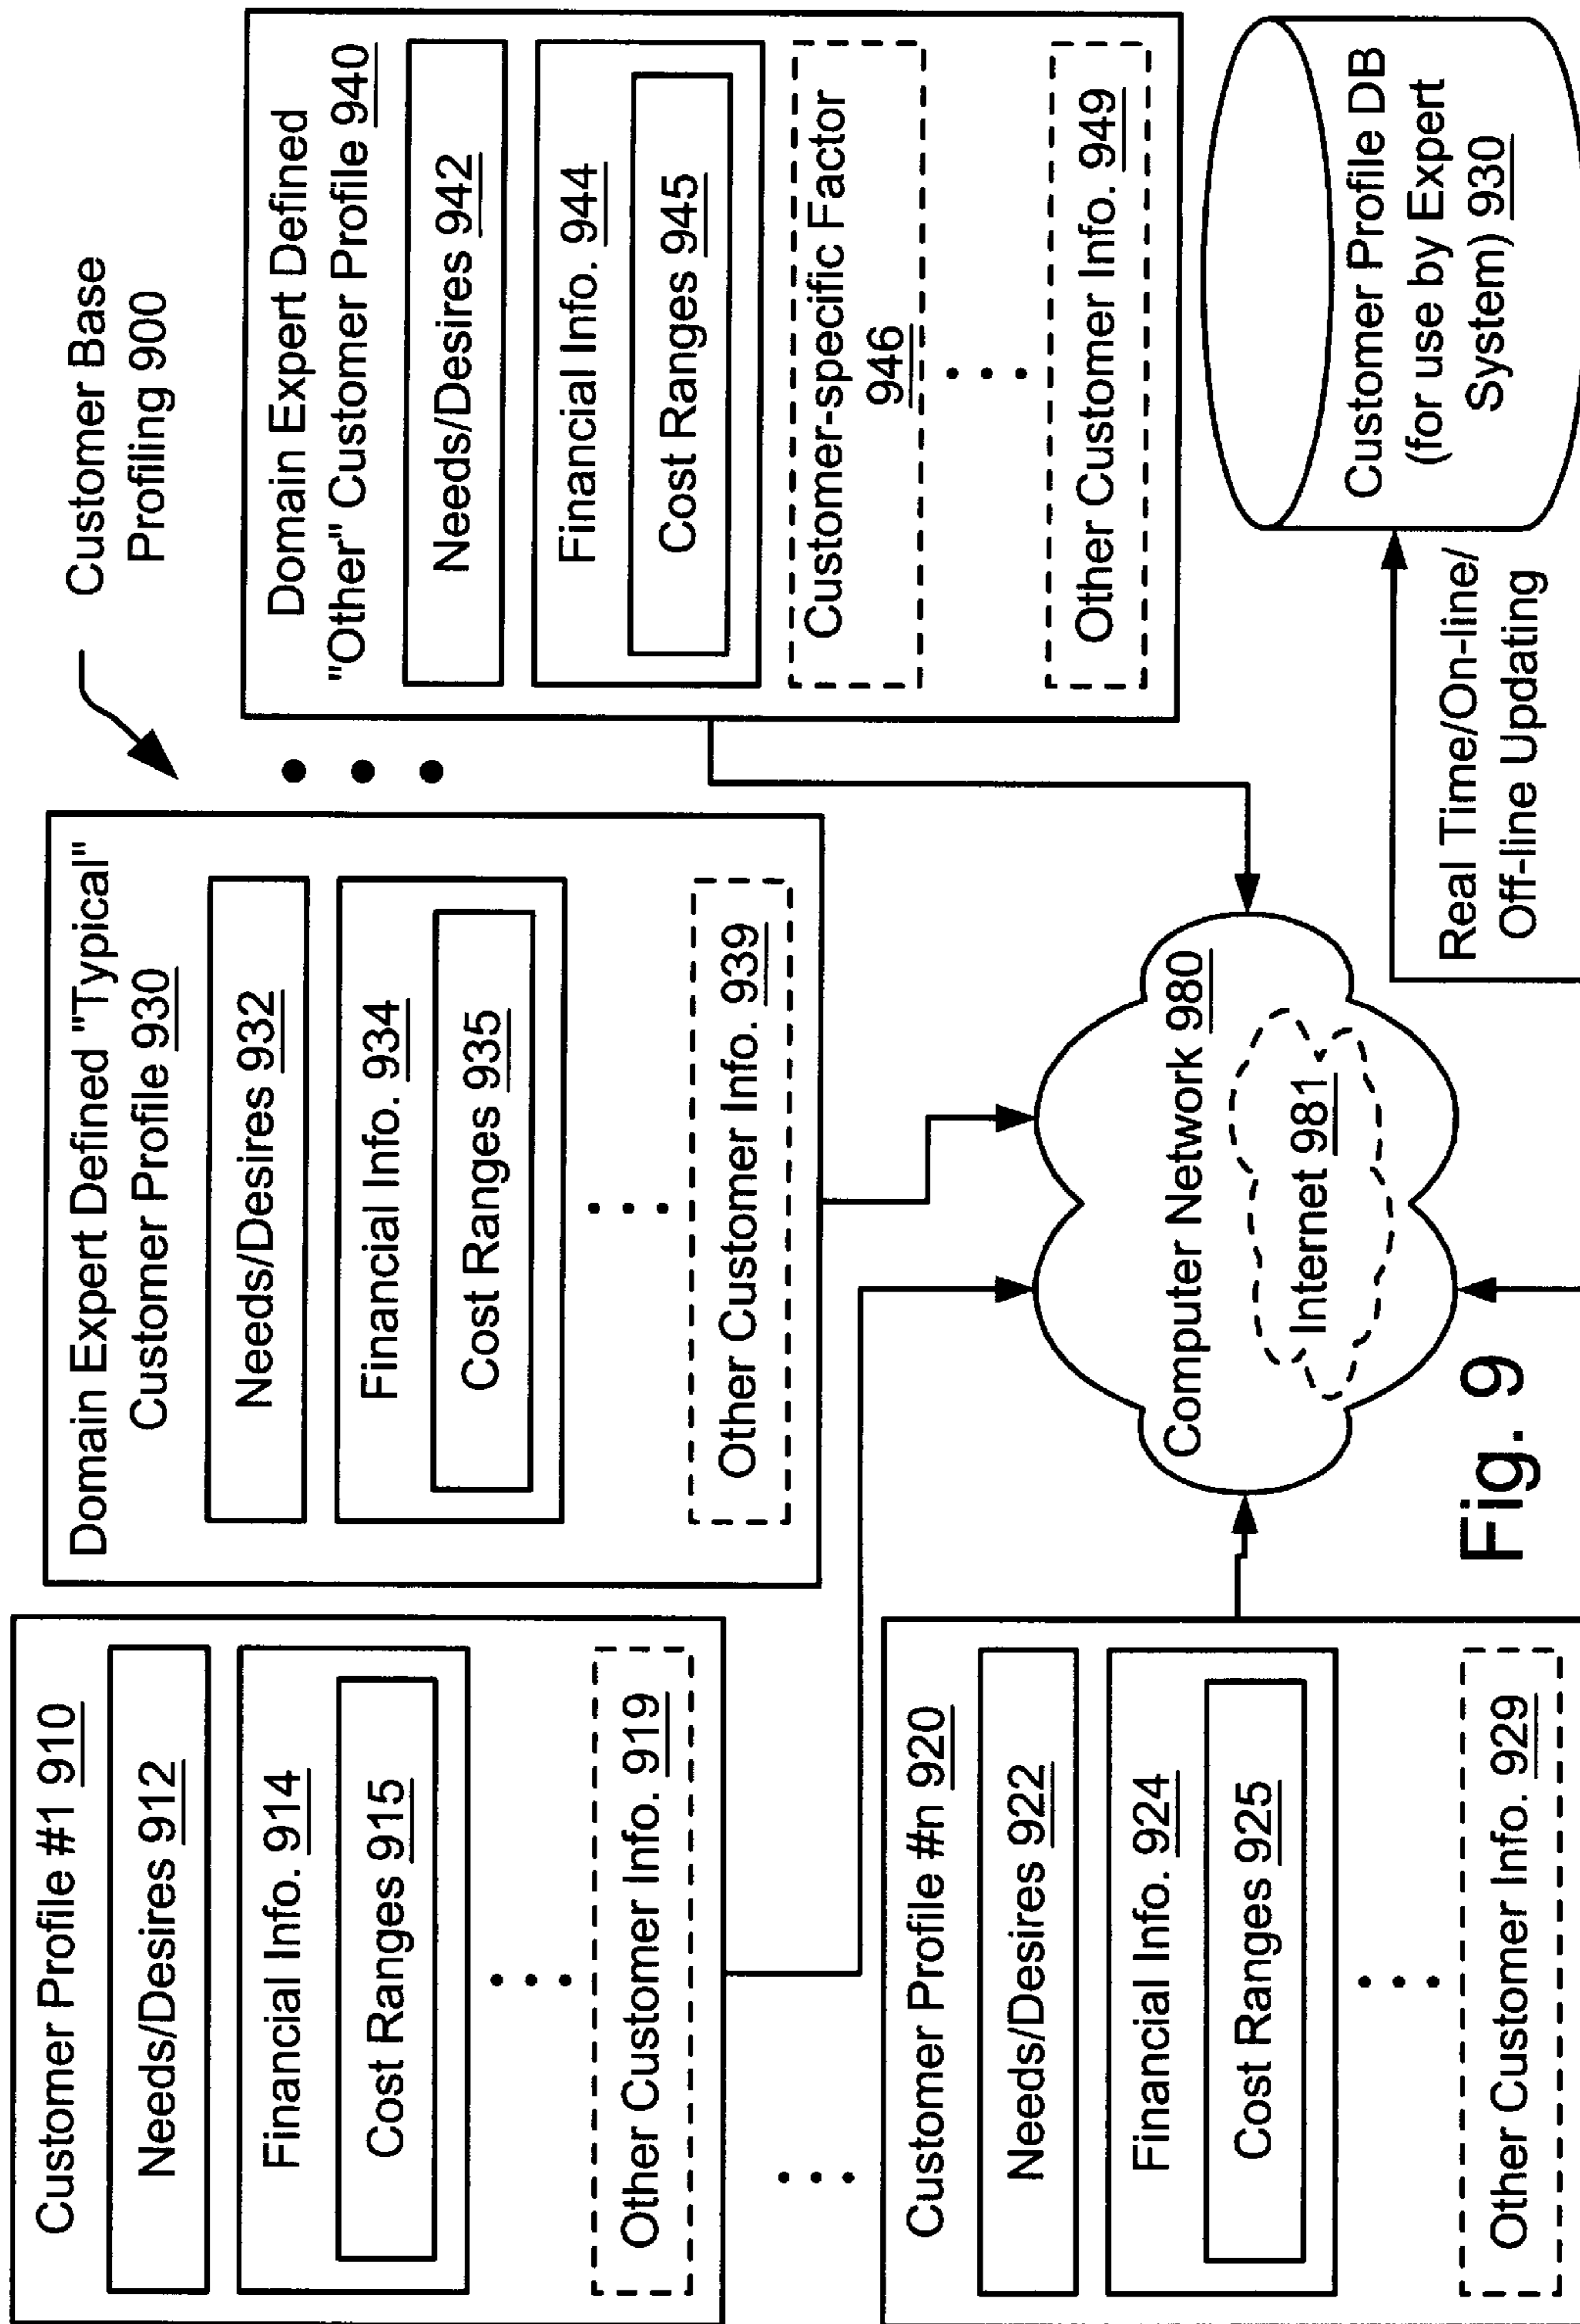 Customer Base
Profiling 900
Customer Profile #1 910
Needs/Desires 912
Financial Info. 914
Cost Ranges 915
Other Customer Info. 919
Customer Profile #n 920
Needs/Desires 922
Financial Info. 924
Cost Ranges 925
Other Customer Info. 929
Domain Expert Defined "Typical"
Customer Profile 930
Needs/Desires 932
Financial Info. 934
Cost Ranges 935
Other Customer Info. 939
Domain Expert Defined
"Other" Customer Profile 940
Needs/Desires 942
Financial Info. 944
Cost Ranges 945
Customer-specific Factor
946
Other Customer Info. 949
Computer Network 980
Internet 981
Real Time/On-line/
Off-line Updating
Customer Profile DB
(for use by Expert
System) 930
Fig. 9